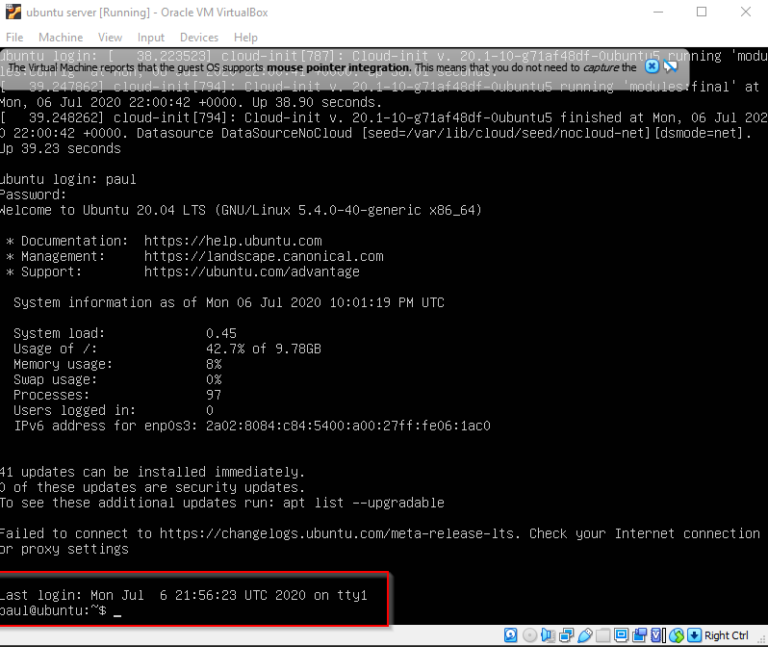 ubuntu server [Running] - Oracle VM VirtualBox
File Machine View Input Devices Help
ubuntu login: [ 38.223523] cloud-init[787]: Cloud-init v. 20.1-10-g71af48df-0ubuntu5 running 'modu
The Virtual Machine reports that the guest OS supports mouse pointer integration. This means that you do not need to capture the
[ 39.247862] cloud-init[794]: Cloud-init v. 20.1-10-g71af48df-0ubuntu5 running 'modules:final' at
Mon, 06 Jul 2020 22:00:42 +0000. Up 38.90 seconds.
[ 39.248262] cloud-init[794]: Cloud-init v. 20.1-10-g71af48df-0ubuntu5 finished at Mon, 06 Jul 202
0 22:00:42 +0000. Datasource DataSourceNoCloud [seed=/var/lib/cloud/seed/nocloud-net][dsmode=net].
Up 39.23 seconds
ubuntu login: paul
Password:
Welcome to Ubuntu 20.04 LTS (GNU/Linux 5.4.0-40-generic x86_64)
* Documentation: https://help.ubuntu.com
* Management: https://landscape.canonical.com
* Support: https://ubuntu.com/advantage
System information as of Mon 06 Jul 2020 10:01:19 PM UTC
System load: 0.45
Usage of /: 42.7% of 9.78GB
Memory usage: 8%
Swap usage: 0%
Processes: 97
Users logged in: 0
IPv6 address for enp0s3: 2a02:8084:c84:5400:a00:27ff:fe06:1ac0
41 updates can be installed immediately.
0 of these updates are security updates.
To see these additional updates run: apt list --upgradable
Failed to connect to https://changelogs.ubuntu.com/meta-release-lts. Check your Internet connection
or proxy settings
Last login: Mon Jul 6 21:56:23 UTC 2020 on tty1
paul@ubuntu:~$ _
Right Ctrl